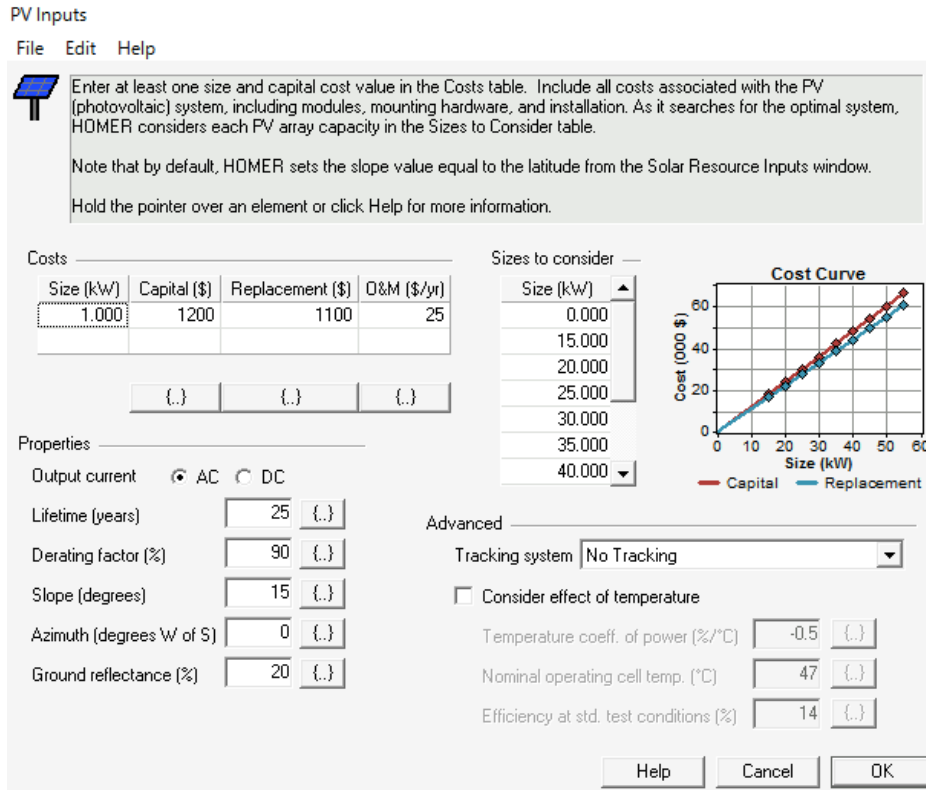 PV Inputs
File Edit Help
Enter at least one size and capital cost value in the Costs table. Include all costs associated with the PV
(photovoltaic) system, including modules, mounting hardware, and installation. As it searches for the optimal system,
HOMER considers each PV array capacity in the Sizes to Consider table.
Note that by default, HOMER sets the slope value equal to the latitude from the Solar Resource Inputs window.
Hold the pointer over an element or click Help for more information.
Costs
Size (kW) Capital ($) Replacement ($) O&M ($/yr)
1.000 1200 1100 25
{..} {..} {..}
Sizes to consider
Size (kW)
0.000
15.000
20.000
25.000
30.000
35.000
40.000
Cost Curve
Cost (000 $)
60
40
20
0
0 10 20 30 40 50 60
Size (kW)
Capital Replacement
Properties
Output current AC DC
Lifetime (years) 25 {..}
Derating factor (%) 90 {..}
Slope (degrees) 15 {..}
Azimuth (degrees W of S) 0 {..}
Ground reflectance (%) 20 {..}
Advanced
Tracking system No Tracking
Consider effect of temperature
Temperature coeff. of power (%/°C) -0.5 {..}
Nominal operating cell temp. (°C) 47 {..}
Efficiency at std. test conditions (%) 14 {..}
Help Cancel OK